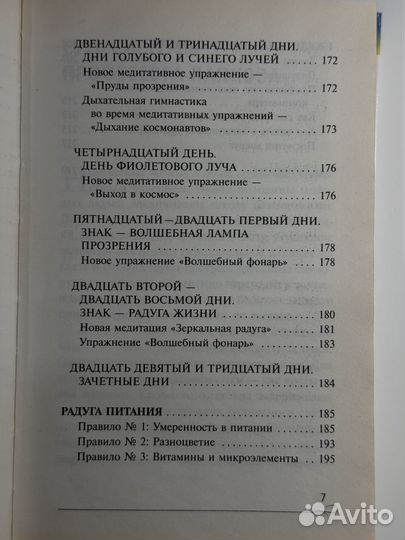 ДВЕНАДЦАТЫЙ И ТРИНАДЦАТЫЙ ДНИ.
ДНИ ГОЛУБОГО И СИНЕГО ЛУЧЕЙ ....... 172
Новое медитативное упражнение —
«Пруды прозрения» ....... 172
Дыхательная гимнастика
во время медитативных упражнений —
«Дыхание космонавтов» ....... 173
ЧЕТЫРНАДЦАТЫЙ ДЕНЬ.
ДЕНЬ ФИОЛЕТОВОГО ЛУЧА ....... 176
Новое медитативное упражнение —
«Выход в космос» ....... 176
ПЯТНАДЦАТЫЙ—ДВАДЦАТЬ ПЕРВЫЙ ДНИ.
ЗНАК — ВОЛШЕБНАЯ ЛАМПА
ПРОЗРЕНИЯ ....... 178
Новое упражнение «Волшебный фонарь» ... 178
ДВАДЦАТЬ ВТОРОЙ —
ДВАДЦАТЬ ВОСЬМОЙ ДНИ.
ЗНАК — РАДУГА ЖИЗНИ ....... 180
Новая медитация «Зеркальная радуга» ..... 181
Упражнение «Волшебный фонарь» ....... 183
ДВАДЦАТЬ ДЕВЯТЫЙ И ТРИДЦАТЫЙ ДНИ.
ЗАЧЕТНЫЕ ДНИ ....... 184
РАДУГА ПИТАНИЯ ....... 185
Правило № 1: Умеренность в питании ..... 185
Правило № 2: Разноцветие ....... 193
Правило № 3: Витамины и микроэлементы ... 195
7
Avito